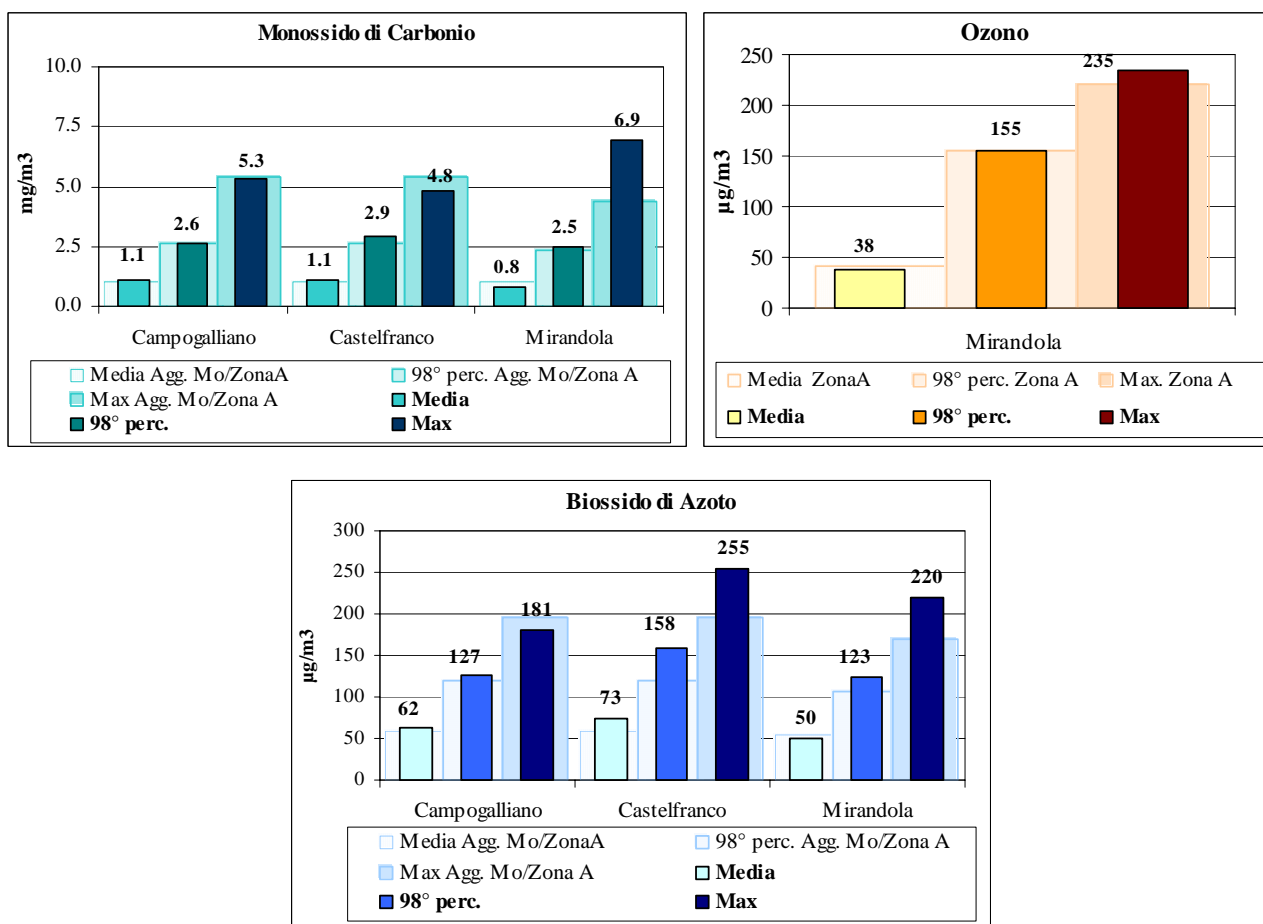 Monossido di Carbonio
10.0
7.5
5.0
2.5
0.0
mg/m3
1.1
2.6
5.3
1.1
2.9
4.8
0.8
2.5
6.9
Campogalliano Castelfranco Mirandola
Media Agg. Mo/ZonaA 98° perc. Agg. Mo/Zona A
Max Agg. Mo/Zona A Media
98° perc. Max
Ozono
250
200
150
100
50
0
µg/m3
38
155
235
Mirandola
Media ZonaA 98° perc. Zona A Max. Zona A
Media 98° perc. Max
Biossido di Azoto
300
250
200
150
100
50
0
µg/m3
62
127
181
73
158
255
50
123
220
Campogalliano Castelfranco Mirandola
Media Agg. Mo/ZonaA 98° perc. Agg. Mo/Zona A
Max Agg. Mo/Zona A Media
98° perc. Max